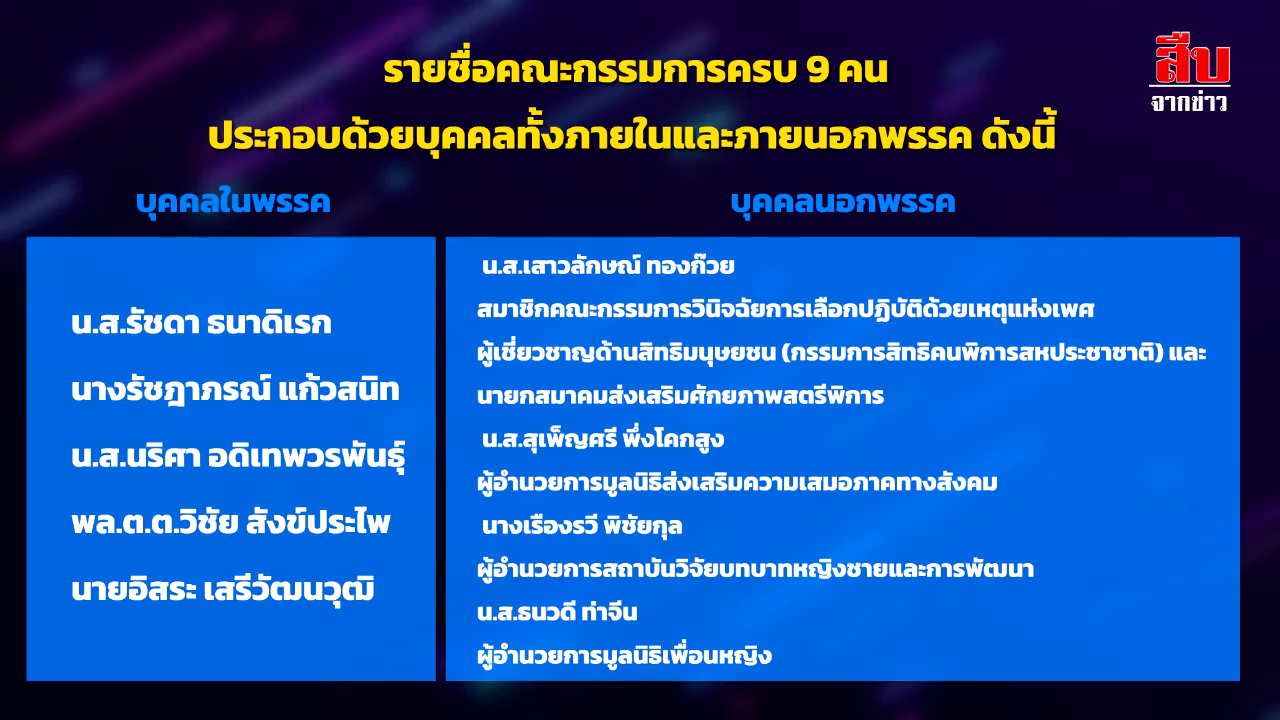 รายชื่อคณะกรรมการครบ 9 คน
ประกอบด้วยบุคคลทั้งภายในและภายนอกพรรค ดังนี้
สืบ
จากข่าว
บุคคลในพรรค
น.ส.รัชดา ธนาดิเรก
นางรัชฎาภรณ์ แก้วสนิท
น.ส.นริศา อดิเทพวรพันธุ์
พล.ต.ต.วิชัย สังข์ประไพ
นายอิสระ เสรีวัฒนวุฒิ
บุคคลนอกพรรค
น.ส.เสาวลักษณ์ ทองก๊วย
สมาชิกคณะกรรมการวินิจฉัยการเลือกปฏิบัติด้วยเหตุแห่งเพศ
ผู้เชี่ยวชาญด้านสิทธิมนุษยชน (กรรมการสิทธิคนพิการสหประชาชาติ) และ
นายกสมาคมส่งเสริมศักยภาพสตรีพิการ
น.ส.สุเพ็ญศรี พึ่งโคกสูง
ผู้อำนวยการมูลนิธิส่งเสริมความเสมอภาคทางสังคม
นางเรืองรวี พิชัยกุล
ผู้อำนวยการสถาบันวิจัยบทบาทหญิงชายและการพัฒนา
น.ส.ธนวดี ท่าจีน
ผู้อำนวยการมูลนิธิเพื่อนหญิง